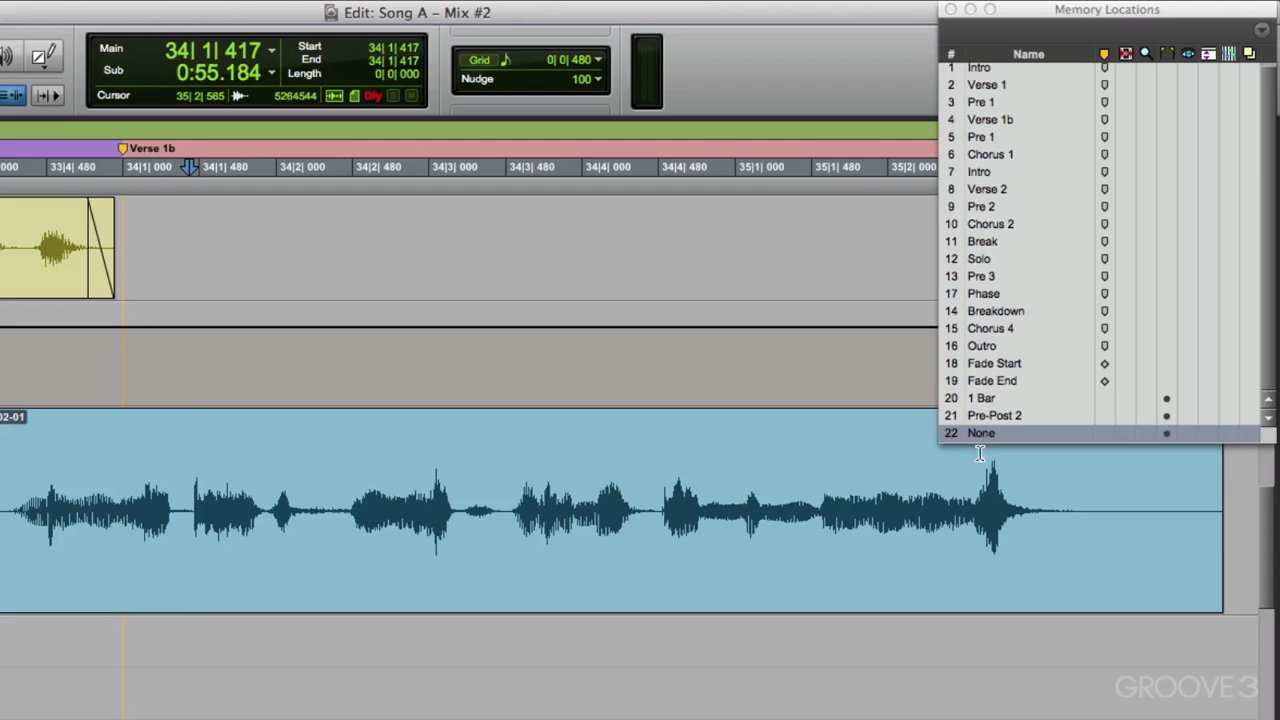 Edit: Song A - Mix #2
Memory Locations
Main 34| 1| 417
Sub 0:55.184
Start 34| 1| 417
End 34| 1| 417
Length 0| 0| 000
Cursor 35| 2| 565 5264544 Dly S M
Grid 0| 0| 480
Nudge 100
# Name
1 Intro
2 Verse 1
3 Pre 1
4 Verse 1b
5 Pre 1
6 Chorus 1
7 Intro
8 Verse 2
9 Pre 2
10 Chorus 2
11 Break
12 Solo
13 Pre 3
17 Phase
14 Breakdown
15 Chorus 4
16 Outro
18 Fade Start
19 Fade End
20 1 Bar
21 Pre-Post 2
22 None
Verse 1b
000 33|4| 480 34|1| 000 34|1| 480 34|2| 000 34|2| 480 34|3| 000 34|3| 480 34|4| 000 34|4| 480 35|1| 000 35|1| 480 35|2| 000
02-01
GROOVE3